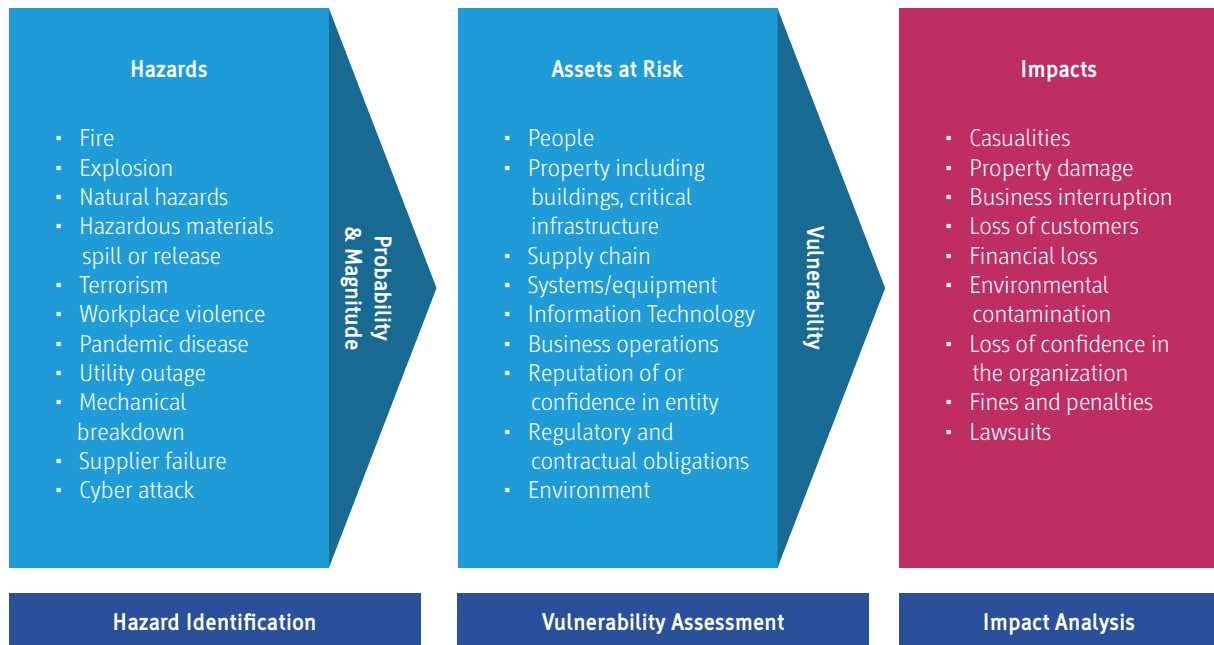 Hazards
▪ Fire
▪ Explosion
▪ Natural hazards
▪ Hazardous materials
spill or release
▪ Terrorism
▪ Workplace violence
▪ Pandemic disease
▪ Utility outage
▪ Mechanical
breakdown
▪ Supplier failure
▪ Cyber attack
Probability
& Magnitude
Hazard Identification
Assets at Risk
▪ People
▪ Property including
buildings, critical
infrastructure
▪ Supply chain
▪ Systems/equipment
▪ Information Technology
▪ Business operations
▪ Reputation of or
confidence in entity
▪ Regulatory and
contractual obligations
▪ Environment
Vulnerability
Vulnerability Assessment
Impacts
▪ Casualities
▪ Property damage
▪ Business interruption
▪ Loss of customers
▪ Financial loss
▪ Environmental
contamination
▪ Loss of confidence in
the organization
▪ Fines and penalties
▪ Lawsuits
Impact Analysis